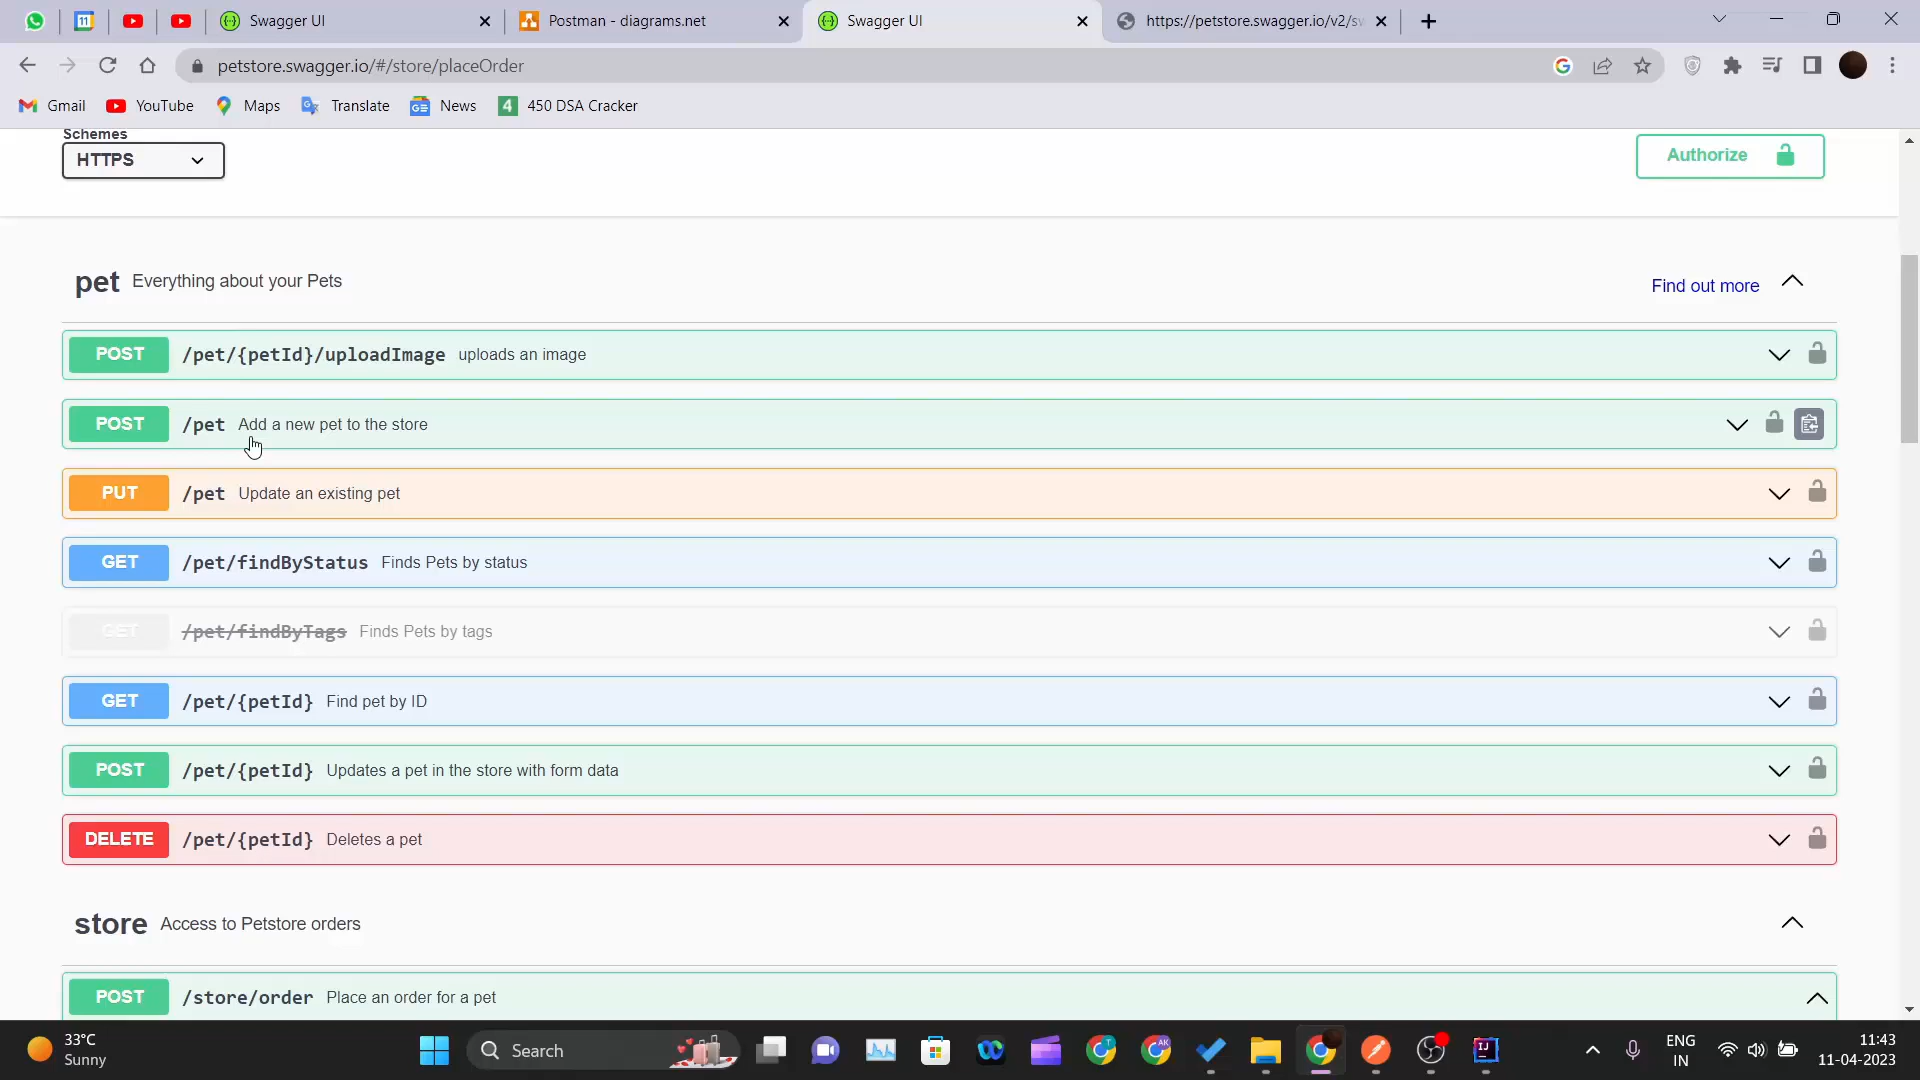 11
Swagger UI
Postman - diagrams.net
Swagger UI
https://petstore.swagger.io/v2/sw
petstore.swagger.io/#/store/placeOrder
Gmail
YouTube
Maps
Translate
News
4
450 DSA Cracker
Schemes
HTTPS
Authorize
pet Everything about your Pets
Find out more
POST /pet/{petId}/uploadImage uploads an image
POST /pet Add a new pet to the store
PUT /pet Update an existing pet
GET /pet/findByStatus Finds Pets by status
GET /pet/findByTags Finds Pets by tags
GET /pet/{petId} Find pet by ID
POST /pet/{petId} Updates a pet in the store with form data
DELETE /pet/{petId} Deletes a pet
store Access to Petstore orders
POST /store/order Place an order for a pet
33°C
Sunny
Search
ENG
IN
11:43
11-04-2023